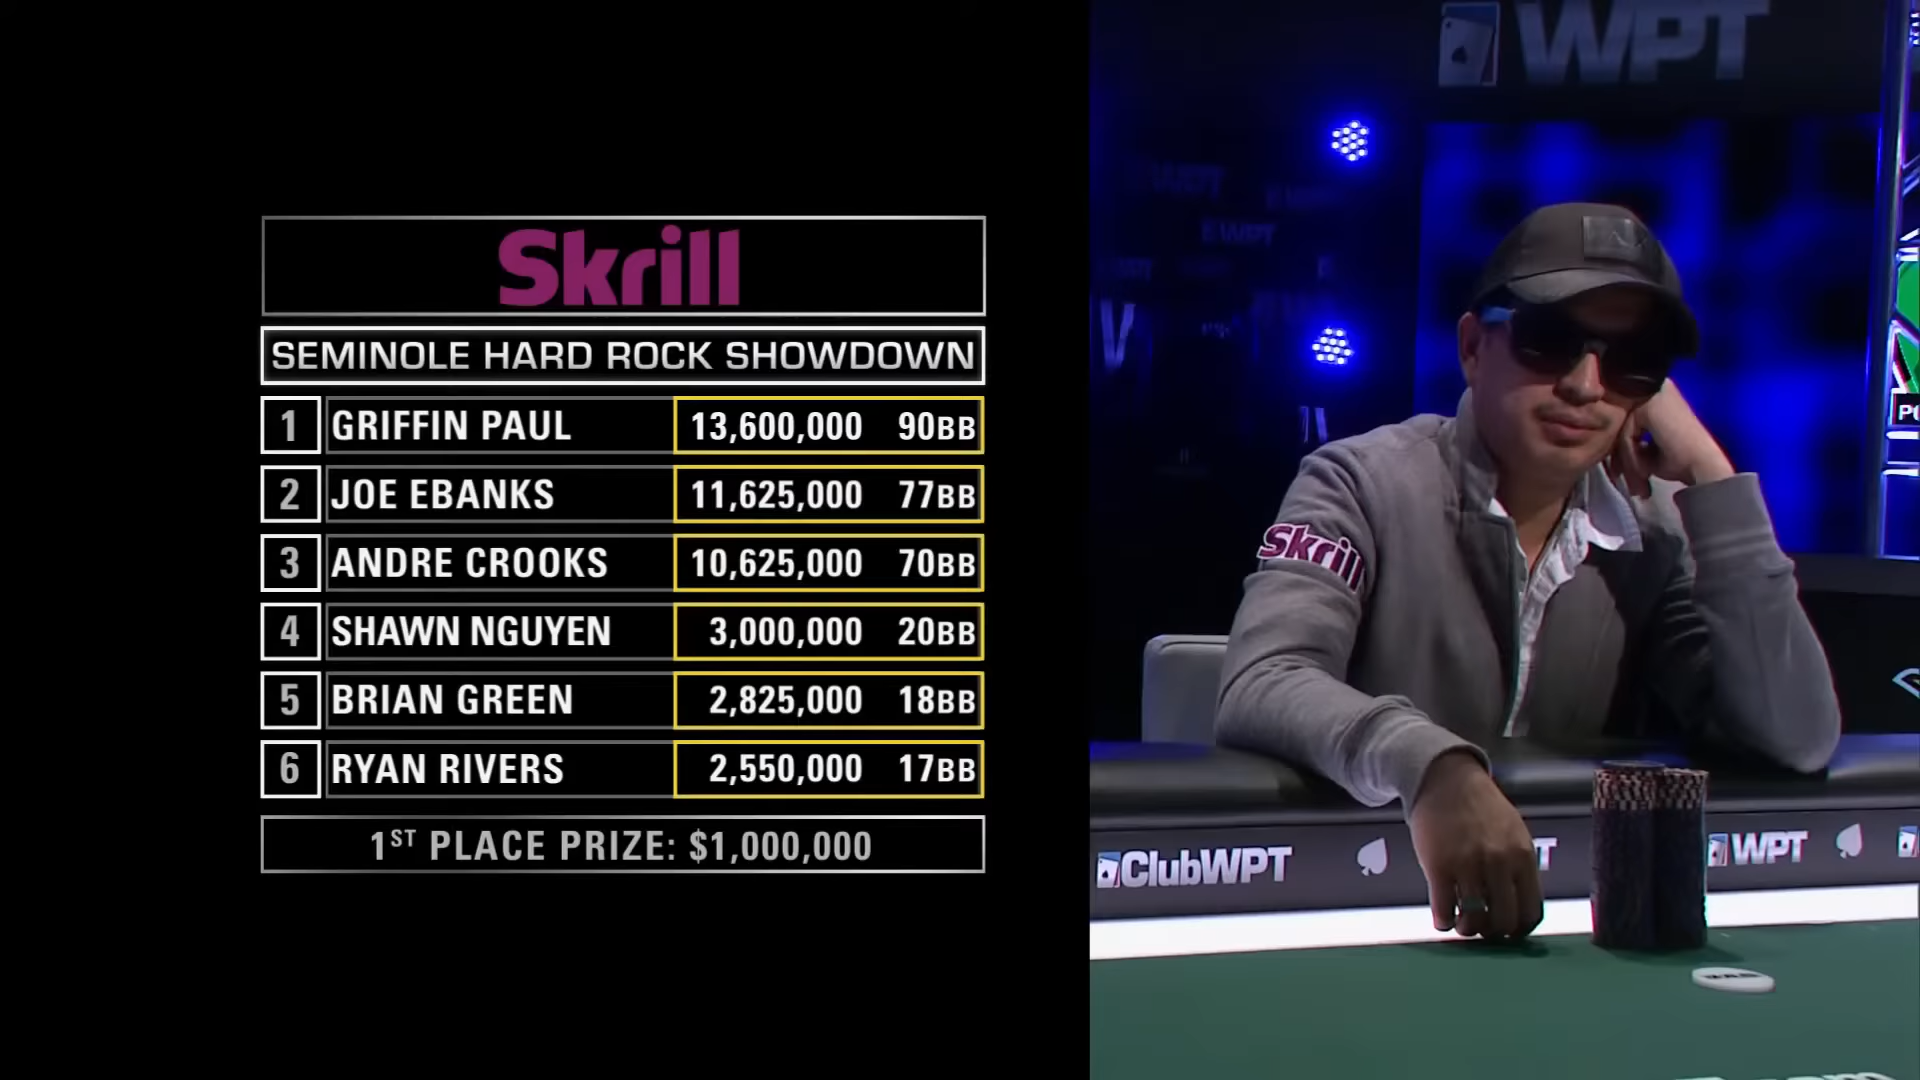 Skrill
SEMINOLE HARD ROCK SHOWDOWN
1 GRIFFIN PAUL 13,600,000 90BB
2 JOE EBANKS 11,625,000 77BB
3 ANDRE CROOKS 10,625,000 70BB
4 SHAWN NGUYEN 3,000,000 20BB
5 BRIAN GREEN 2,825,000 18BB
6 RYAN RIVERS 2,550,000 17BB
1ST PLACE PRIZE: $1,000,000
WPT
Skrill
ClubWPT
WPT